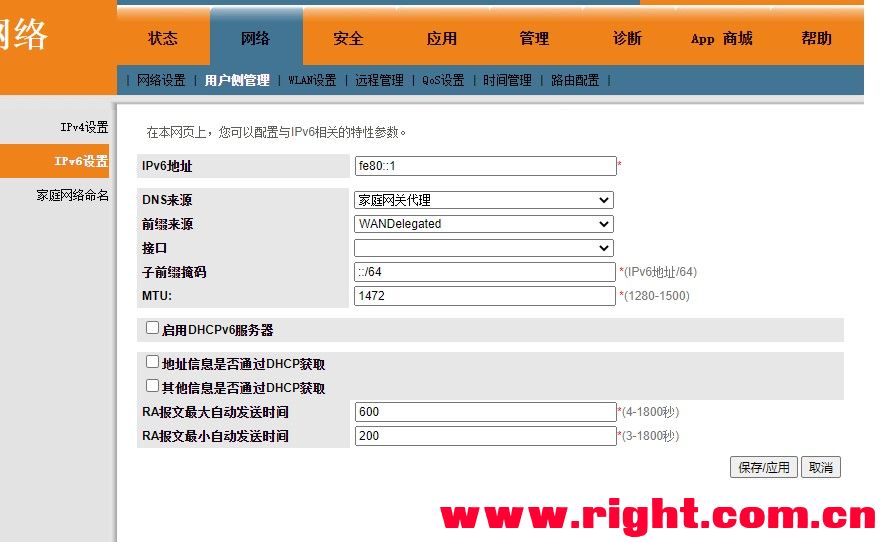 网络
状态 网络 安全 应用 管理 诊断 App 商城 帮助
| 网络设置 | 用户侧管理 | WLAN设置 | 远程管理 | QoS设置 | 时间管理 | 路由配置 |
IPv4设置
IPv6设置
家庭网络命名
在本网页上，您可以配置与IPv6相关的特性参数。
IPv6地址 fe80::1 *
DNS来源 家庭网关代理
前缀来源 WANDelegated
接口
子前缀掩码 ::/64 *(IPv6地址/64)
MTU: 1472 *(1280-1500)
启用DHCPv6服务器
地址信息是否通过DHCP获取
其他信息是否通过DHCP获取
RA报文最大自动发送时间 600 *(4-1800秒)
RA报文最小自动发送时间 200 *(3-1800秒)
保存/应用 取消
www.right.com.cn